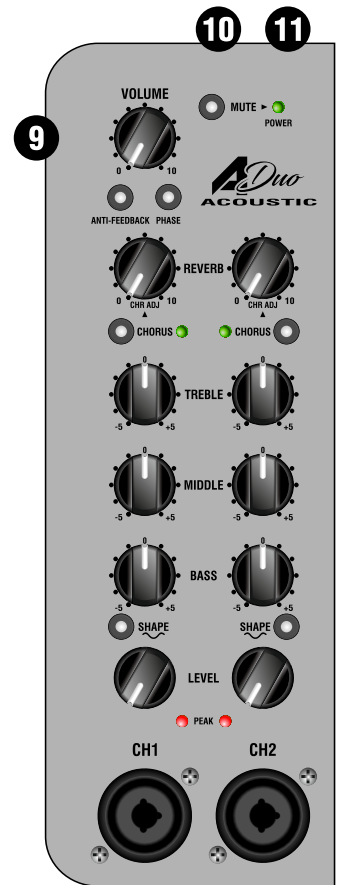 10 11
VOLUME
MUTE ► POWER
9
0 10
A Duo
ACOUSTIC
ANTI-FEEDBACK PHASE
REVERB
0 CHR ADJ 10 0 CHR ADJ 10
▲ ▲
CHORUS CHORUS
0 0
TREBLE
-5 +5 -5 +5
0 0
MIDDLE
-5 +5 -5 +5
0 0
BASS
-5 +5 -5 +5
SHAPE SHAPE
LEVEL
PEAK
CH1 CH2